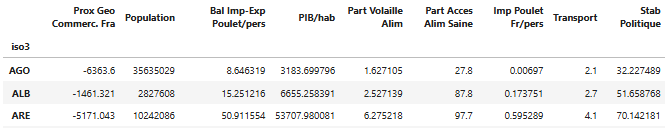 Prox Geo Commerc. Fra Population Bal Imp-Exp Poulet/pers PIB/hab Part Volaille Alim Part Acces Alim Saine Imp Poulet Fr/pers Transport Stab Politique
iso3
AGO -6363.6 35635029 8.646319 3183.699796 1.627105 27.8 0.00697 2.1 32.227489
ALB -1461.321 2827608 15.251216 6655.258391 2.527139 87.8 0.173751 2.7 51.658768
ARE -5171.043 10242086 50.911554 53707.980081 6.275218 97.7 0.595289 4.1 70.142181